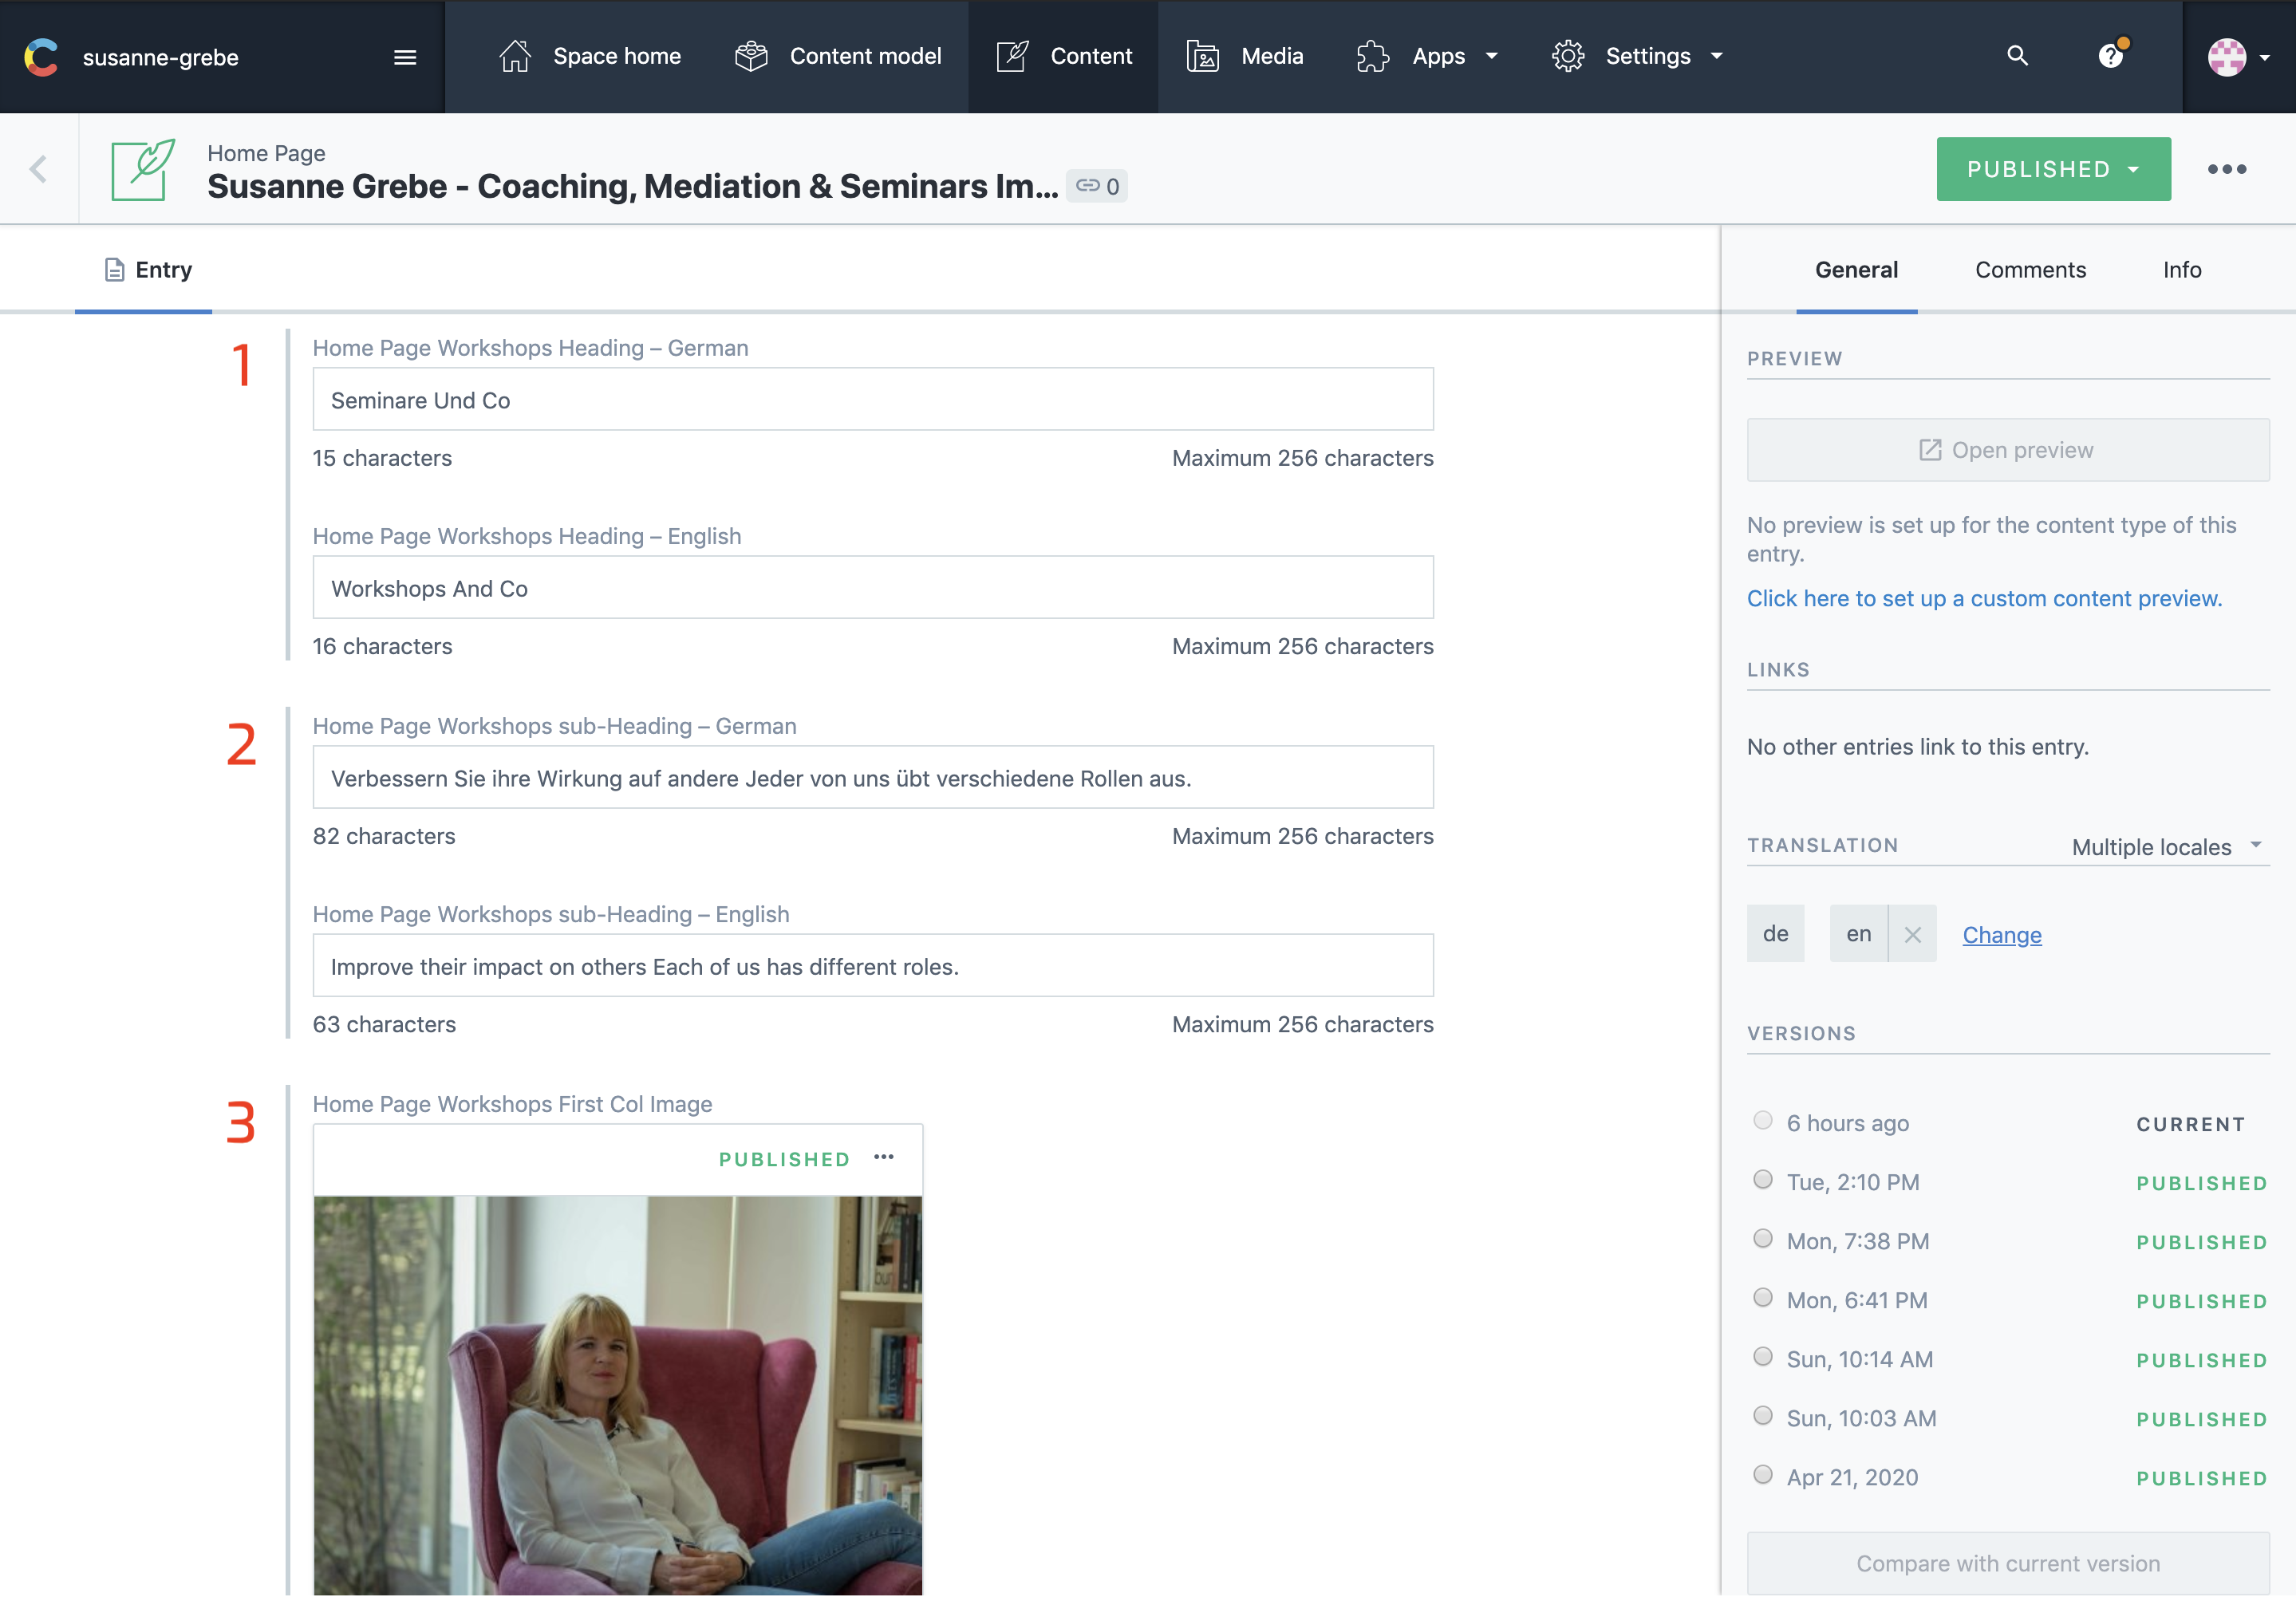 susanne-grebe
Space home
Content model
Content
Media
Apps
Settings
Home Page
Susanne Grebe - Coaching, Mediation & Seminars Im...
0
PUBLISHED
Entry
1
Home Page Workshops Heading – German
Seminare Und Co
15 characters
Maximum 256 characters
Home Page Workshops Heading – English
Workshops And Co
16 characters
Maximum 256 characters
2
Home Page Workshops sub-Heading – German
Verbessern Sie ihre Wirkung auf andere Jeder von uns übt verschiedene Rollen aus.
82 characters
Maximum 256 characters
Home Page Workshops sub-Heading – English
Improve their impact on others Each of us has different roles.
63 characters
Maximum 256 characters
3
Home Page Workshops First Col Image
PUBLISHED
General
Comments
Info
PREVIEW
Open preview
No preview is set up for the content type of this
entry.
Click here to set up a custom content preview.
LINKS
No other entries link to this entry.
TRANSLATION
Multiple locales
de
en
Change
VERSIONS
6 hours ago
CURRENT
Tue, 2:10 PM
PUBLISHED
Mon, 7:38 PM
PUBLISHED
Mon, 6:41 PM
PUBLISHED
Sun, 10:14 AM
PUBLISHED
Sun, 10:03 AM
PUBLISHED
Apr 21, 2020
PUBLISHED
Compare with current version